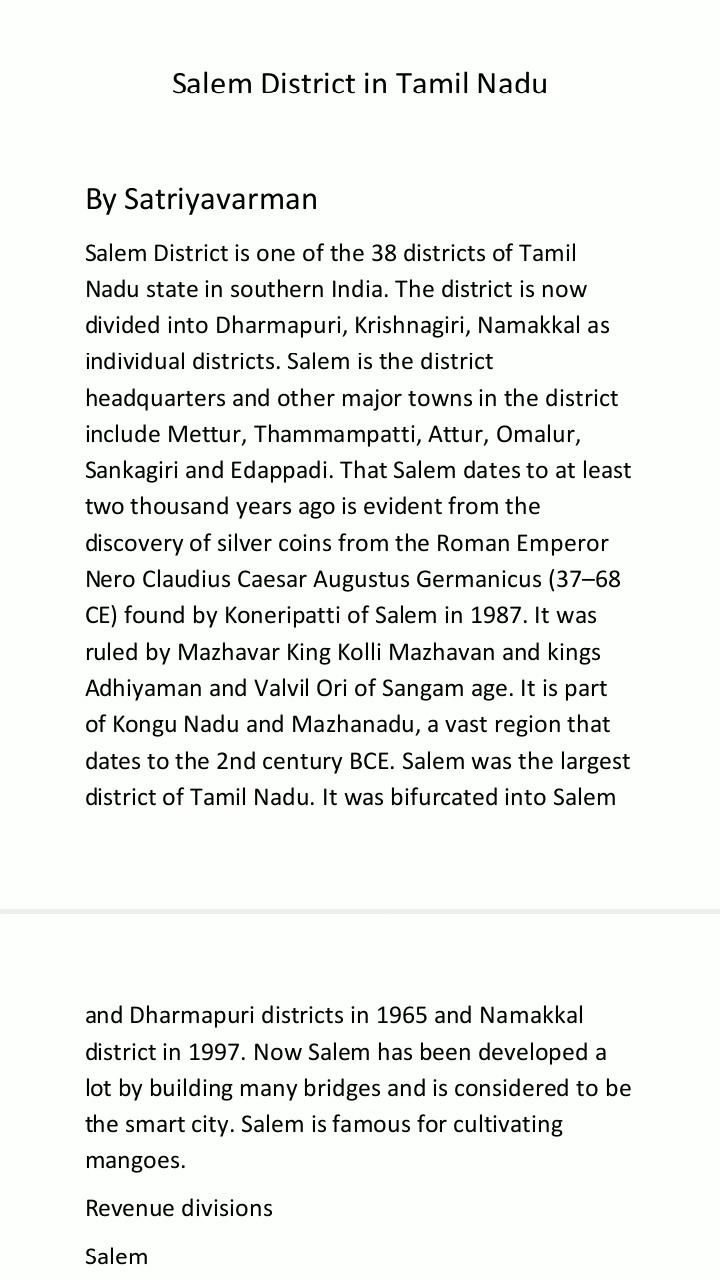 Salem District in Tamil Nadu
By Satriyavarman
Salem District is one of the 38 districts of Tamil
Nadu state in southern India. The district is now
divided into Dharmapuri, Krishnagiri, Namakkal as
individual districts. Salem is the district
headquarters and other major towns in the district
include Mettur, Thammampatti, Attur, Omalur,
Sankagiri and Edappadi. That Salem dates to at least
two thousand years ago is evident from the
discovery of silver coins from the Roman Emperor
Nero Claudius Caesar Augustus Germanicus (37–68
CE) found by Koneripatti of Salem in 1987. It was
ruled by Mazhavar King Kolli Mazhavan and kings
Adhiyaman and Valvil Ori of Sangam age. It is part
of Kongu Nadu and Mazhanadu, a vast region that
dates to the 2nd century BCE. Salem was the largest
district of Tamil Nadu. It was bifurcated into Salem
and Dharmapuri districts in 1965 and Namakkal
district in 1997. Now Salem has been developed a
lot by building many bridges and is considered to be
the smart city. Salem is famous for cultivating
mangoes.
Revenue divisions
Salem